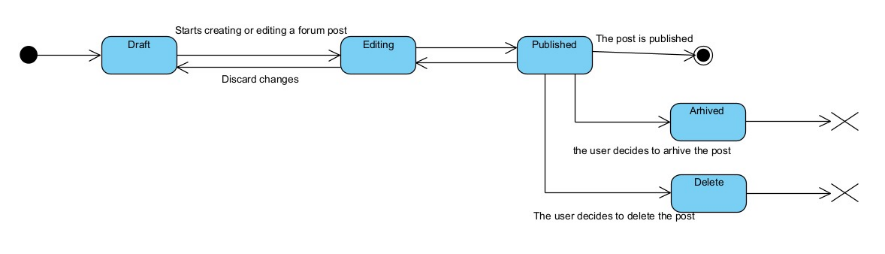 Starts creating or editing a forum post
Draft
Editing
Published
The post is published
Discard changes
Arhived
the user decides to arhive the post
Delete
The user decides to delete the post